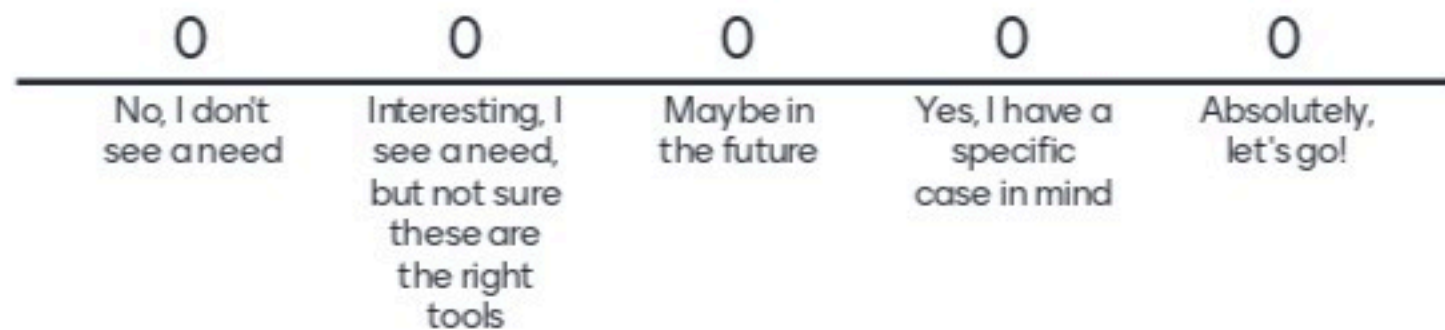 0 0 0 0 0
No, I don't
see a need
Interesting, I
see a need,
but not sure
these are
the right
tools
Maybe in
the future
Yes, I have a
specific
case in mind
Absolutely,
let's go!